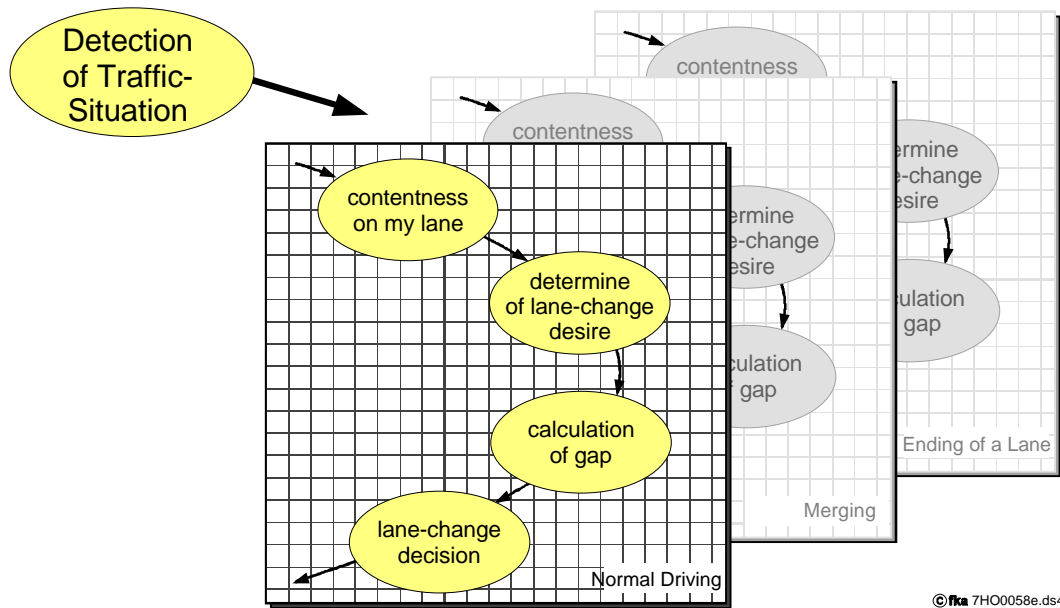 Detection
of Traffic-
Situation
contentness
on my lane
determine
of lane-change
desire
calculation
of gap
lane-change
decision
Normal Driving
contentness
ermine
e-change
esire
culation
f gap
Merging
contentness
ermine
e-change
esire
culation
gap
Ending of a Lane
© fka 7HO0058e.ds4